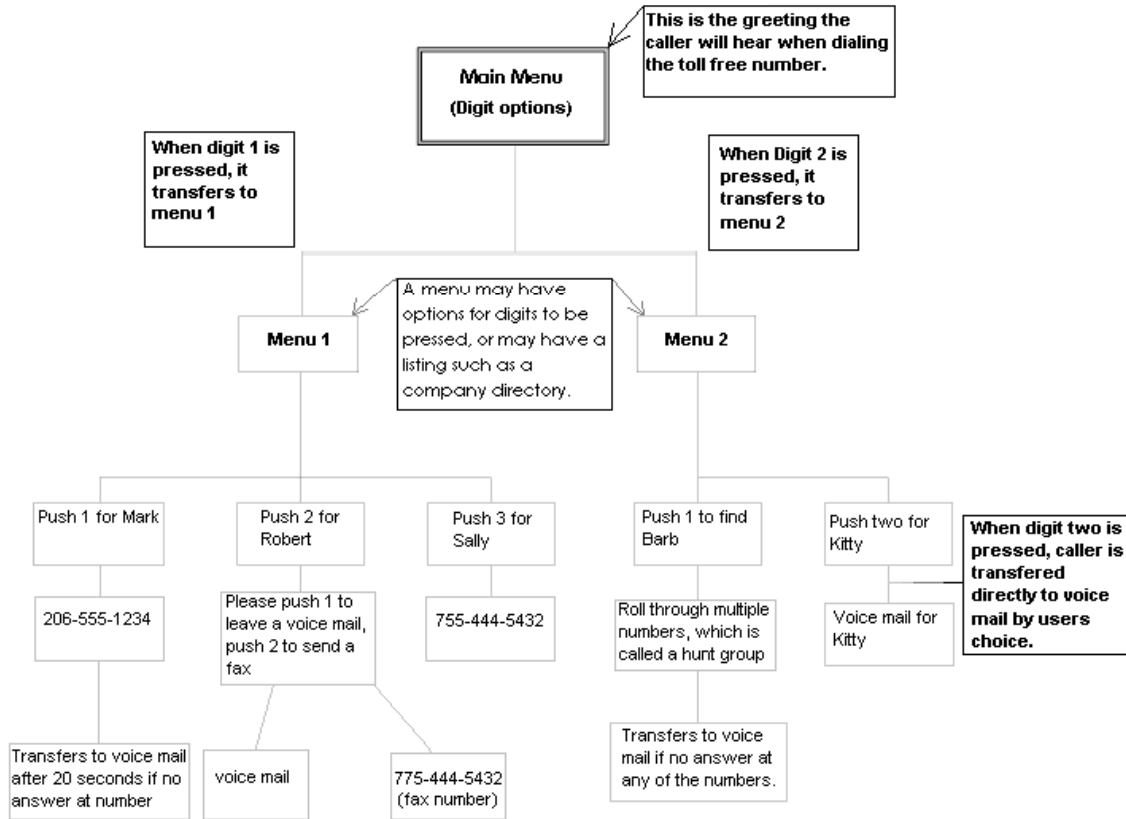 This is the greeting the
caller will hear when dialing
the toll free number.
Main Menu
(Digit options)
When digit 1 is
pressed, it
transfers to
menu 1
When Digit 2 is
pressed, it
transfers to
menu 2
A menu may have
options for digits to be
pressed, or may have a
listing such as a
company directory.
Menu 1
Menu 2
Push 1 for Mark
Push 2 for
Robert
Push 3 for
Sally
Push 1 to find
Barb
Push two for
Kitty
When digit two is
pressed, caller is
transfered
directly to voice
mail by users
choice.
206-555-1234
Please push 1 to
leave a voice mail,
push 2 to send a
fax
755-444-5432
Roll through multiple
numbers, which is
called a hunt group
Voice mail for
Kitty
Transfers to voice mail
after 20 seconds if no
answer at number
voice mail
775-444-5432
(fax number)
Transfers to voice
mail if no answer at
any of the numbers.